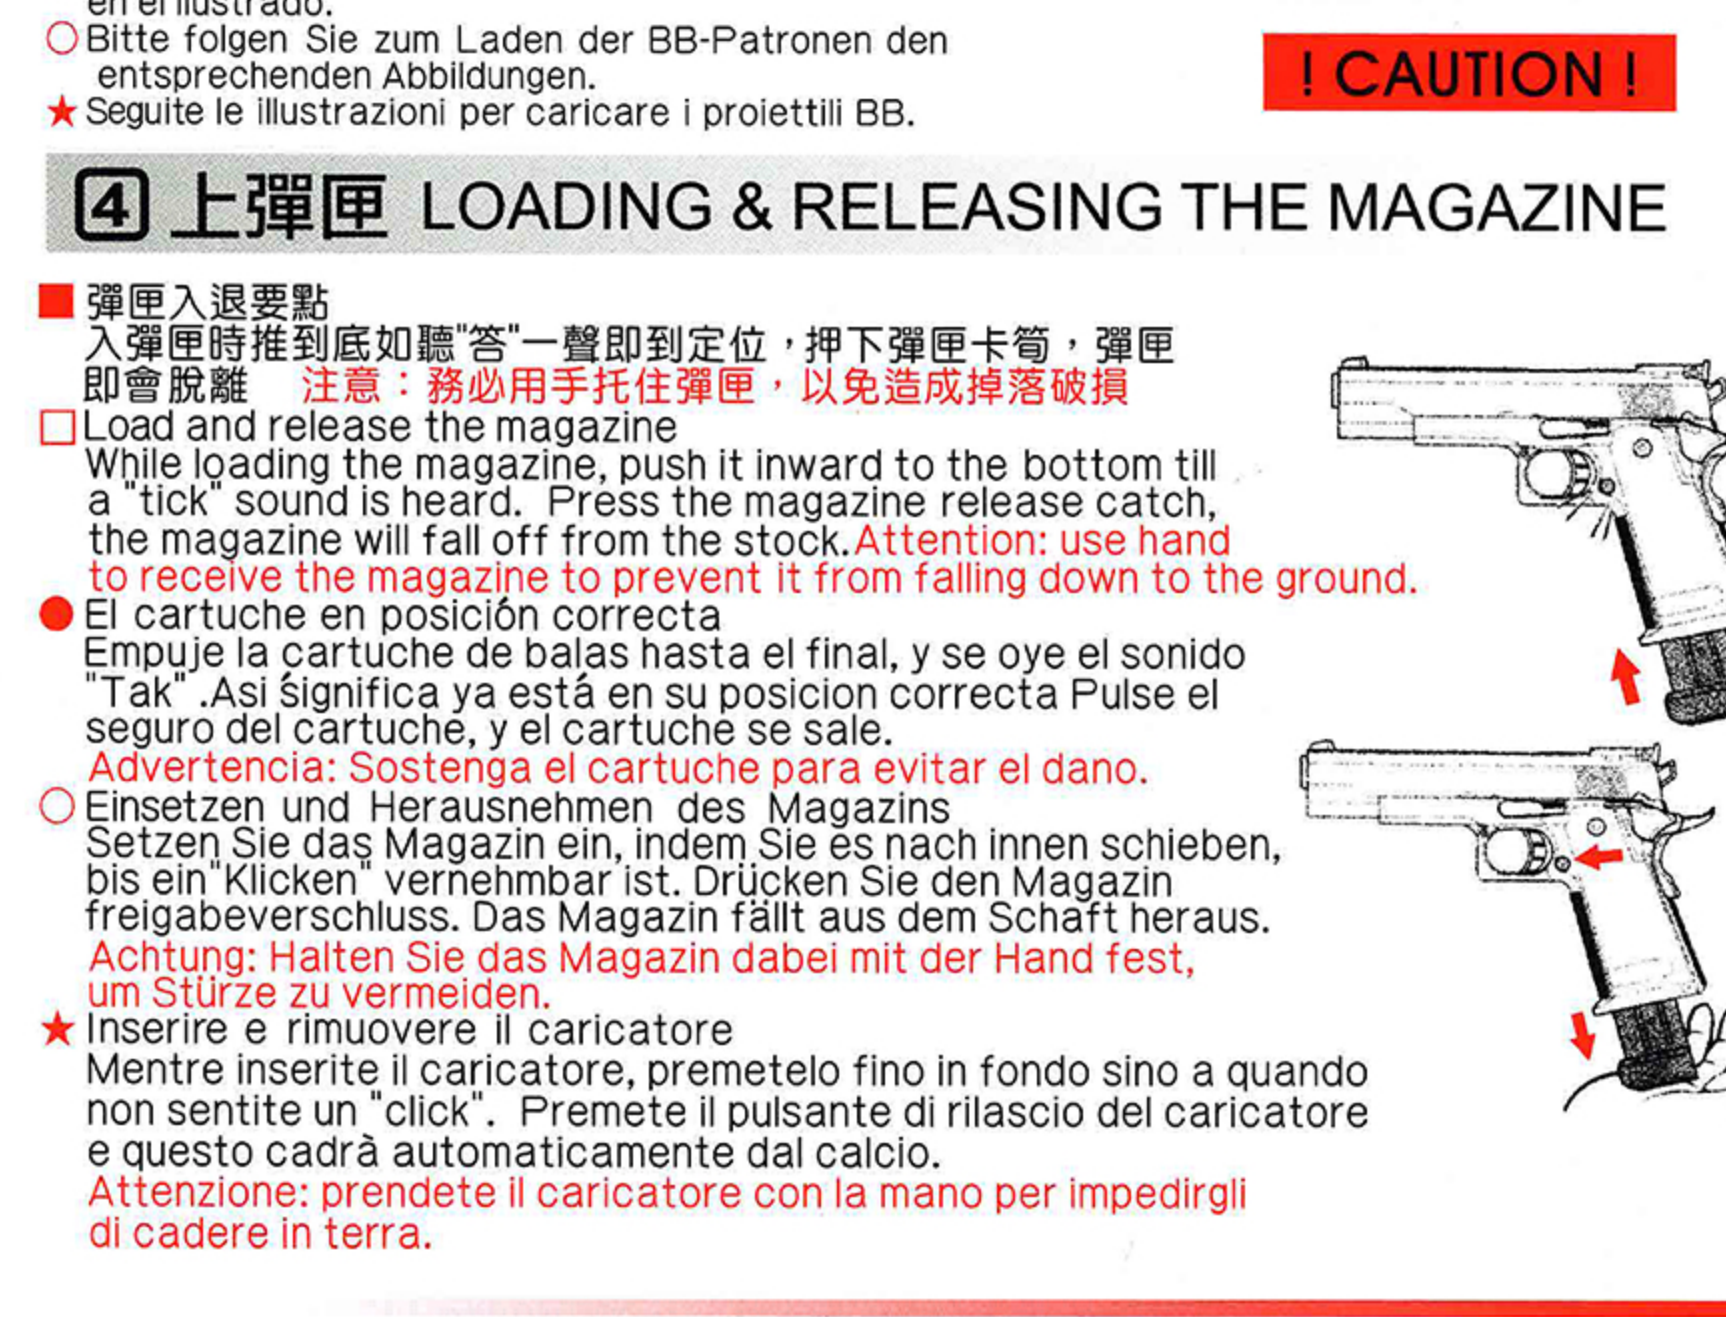 en el ilustrado.
○ Bitte folgen Sie zum Laden der BB-Patronen den
entsprechenden Abbildungen.
★ Seguite le illustrazioni per caricare i proiettili BB.
! CAUTION !
4 上彈匣 LOADING & RELEASING THE MAGAZINE
■ 彈匣入退要點
入彈匣時推到底如聽"答"一聲即到定位，押下彈匣卡筍，彈匣
即會脫離 注意：務必用手托住彈匣，以免造成掉落破損
□ Load and release the magazine
While loading the magazine, push it inward to the bottom till
a "tick" sound is heard. Press the magazine release catch,
the magazine will fall off from the stock.Attention: use hand
to receive the magazine to prevent it from falling down to the ground.
● El cartuche en posición correcta
Empuje la cartuche de balas hasta el final, y se oye el sonido
"Tak" .Asi significa ya está en su posicion correcta Pulse el
seguro del cartuche, y el cartuche se sale.
Advertencia: Sostenga el cartuche para evitar el dano.
○ Einsetzen und Herausnehmen des Magazins
Setzen Sie das Magazin ein, indem Sie es nach innen schieben,
bis ein"Klicken" vernehmbar ist. Drücken Sie den Magazin
freigabeverschluss. Das Magazin fällt aus dem Schaft heraus.
Achtung: Halten Sie das Magazin dabei mit der Hand fest,
um Stürze zu vermeiden.
★ Inserire e rimuovere il caricatore
Mentre inserite il caricatore, premetelo fino in fondo sino a quando
non sentite un "click". Premete il pulsante di rilascio del caricatore
e questo cadrà automaticamente dal calcio.
Attenzione: prendete il caricatore con la mano per impedirgli
di cadere in terra.